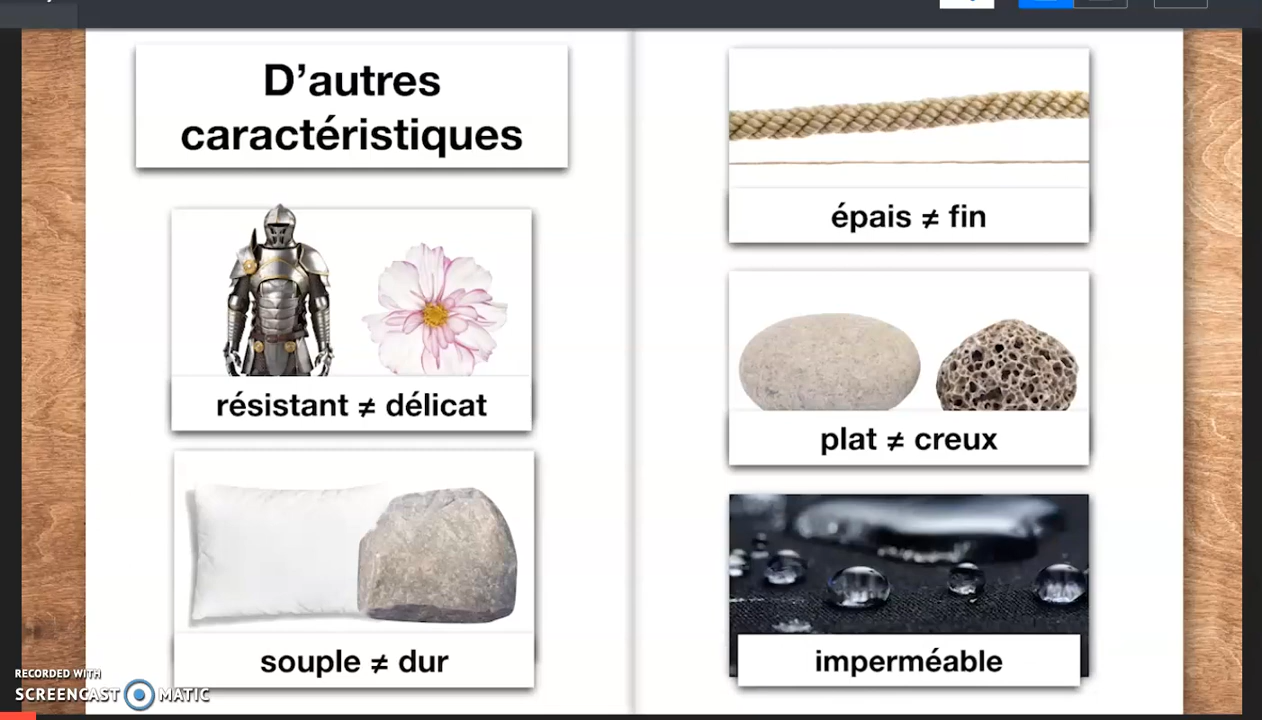 D’autres
caractéristiques
résistant ≠ délicat
souple ≠ dur
épais ≠ fin
plat ≠ creux
imperméable
RECORDED WITH
SCREENCAST MATIC